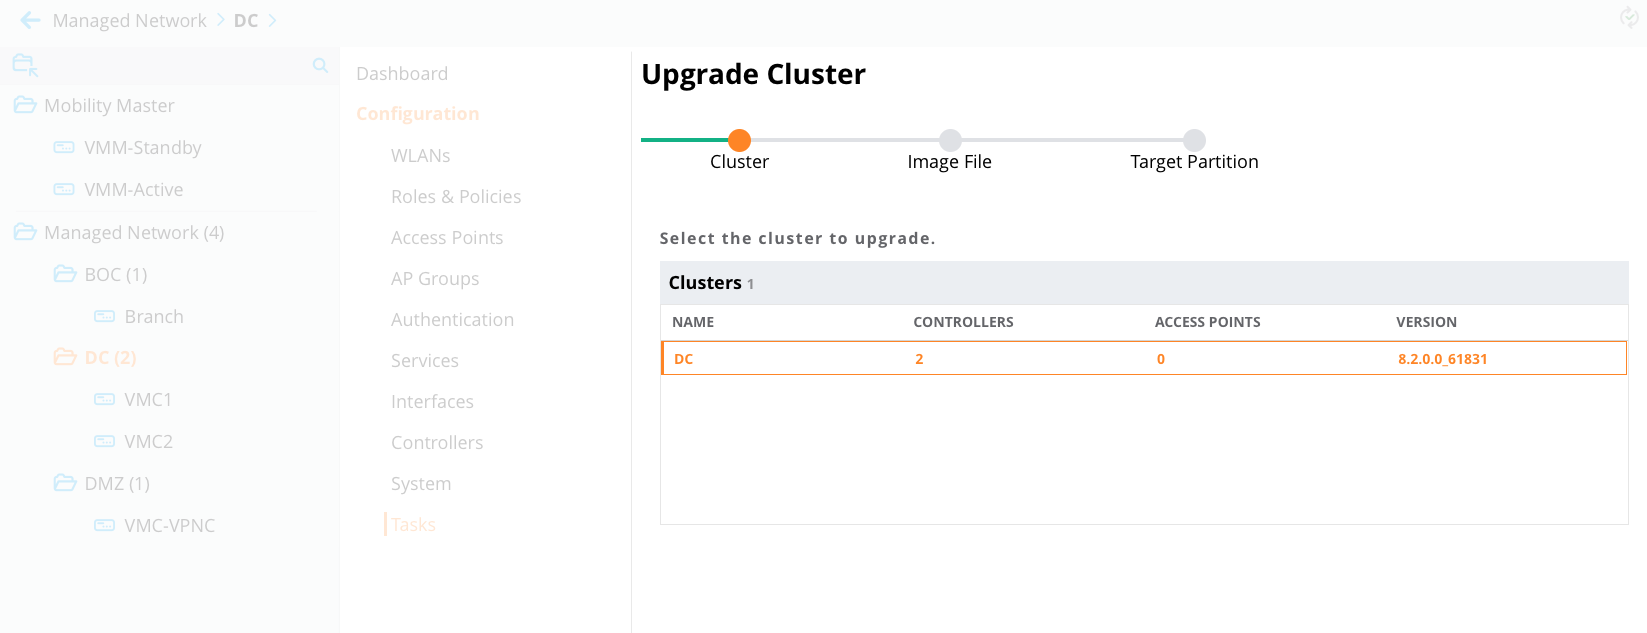 Managed Network > DC >
Mobility Master
VMM-Standby
VMM-Active
Managed Network (4)
BOC (1)
Branch
DC (2)
VMC1
VMC2
DMZ (1)
VMC-VPNC
Dashboard
Configuration
WLANs
Roles & Policies
Access Points
AP Groups
Authentication
Services
Interfaces
Controllers
System
Tasks
Upgrade Cluster
Cluster Image File Target Partition
Select the cluster to upgrade.
Clusters 1
NAME CONTROLLERS ACCESS POINTS VERSION
DC 2 0 8.2.0.0_61831